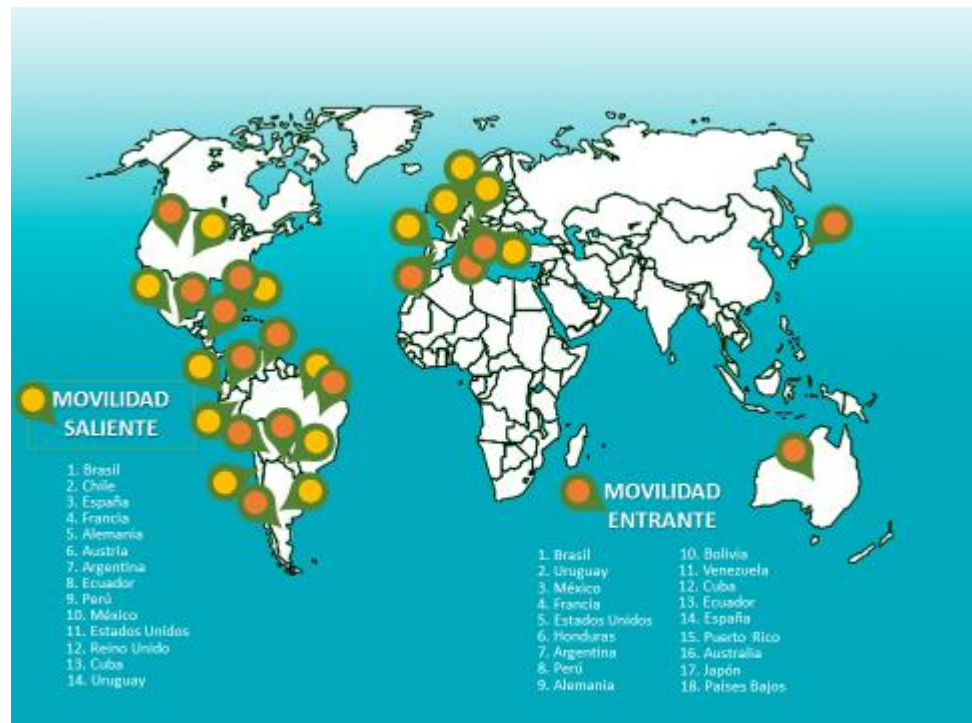 MOVILIDAD
SALIENTE
1. Brasil
2. Chile
3. España
4. Francia
5. Alemania
6. Austria
7. Argentina
8. Ecuador
9. Perú
10. México
11. Estados Unidos
12. Reino Unido
13. Cuba
14. Uruguay
MOVILIDAD
ENTRANTE
1. Brasil
2. Uruguay
3. México
4. Francia
5. Estados Unidos
6. Honduras
7. Argentina
8. Perú
9. Alemania
10. Bolivia
11. Venezuela
12. Cuba
13. Ecuador
14. España
15. Puerto Rico
16. Australia
17. Japón
18. Países Bajos